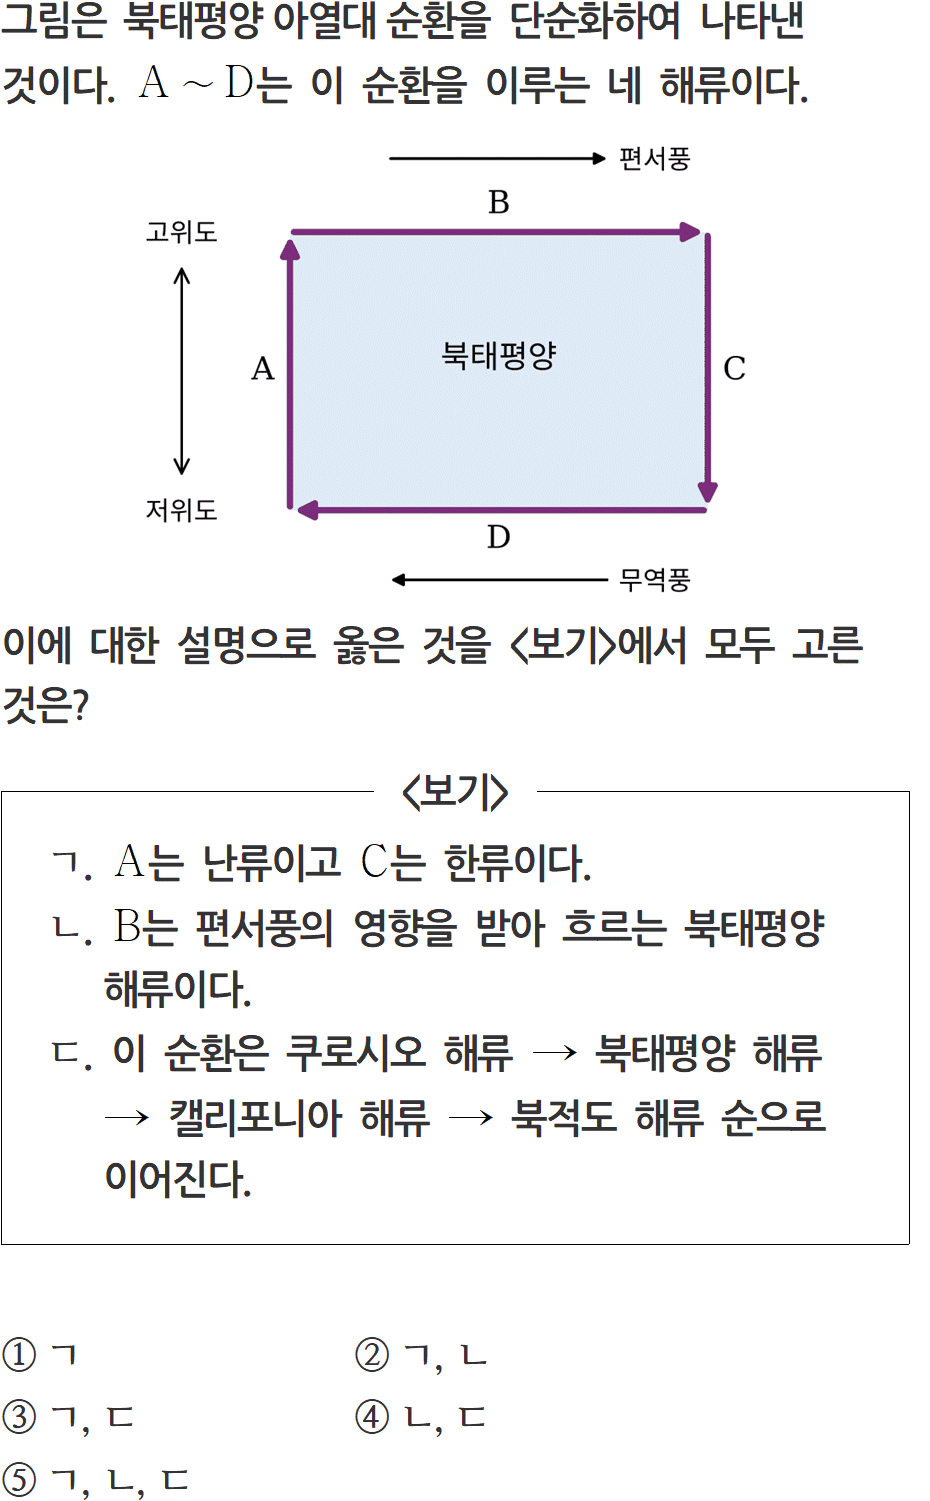 그림은 북태평양 아열대 순환을 단순화하여 나타낸
것이다. A ~ D는 이 순환을 이루는 네 해류이다.
편서풍
B
고위도
A
북태평양
C
저위도
D
무역풍
이에 대한 설명으로 옳은 것을 <보기>에서 모두 고른
것은?
<보기>
ㄱ. A는 난류이고 C는 한류이다.
ㄴ. B는 편서풍의 영향을 받아 흐르는 북태평양
해류이다.
ㄷ. 이 순환은 쿠로시오 해류 → 북태평양 해류
→ 캘리포니아 해류 → 북적도 해류 순으로
이어진다.
① ㄱ
② ㄱ, ㄴ
③ ㄱ, ㄷ
④ ㄴ, ㄷ
⑤ ㄱ, ㄴ, ㄷ